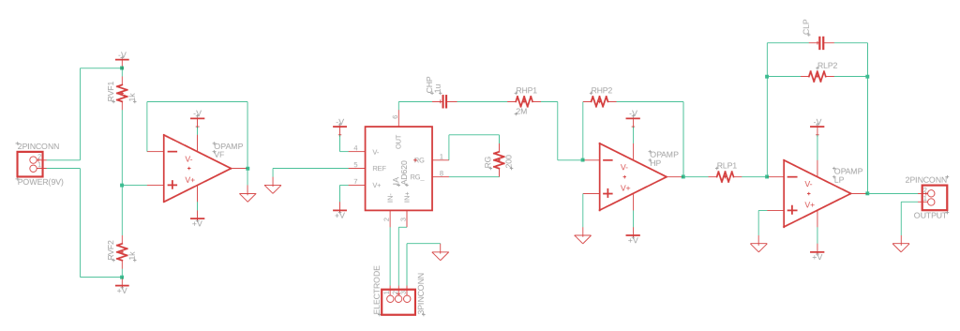 -V
RVF1
1k
2PINCONN
POWER(9V)
RVF2
1k
+V
-V
OPAMP
VF
V-
+
V+
+V
CHP
1u
RHP1
2M
-V
4
V-
5
REF
7
V+
+V
6
OUT
AD620
IN-
IN+
2
3
RG
1
RG_
8
RG
200
ELECTRODE
3PINCONN
RHP2
-V
OPAMP
HP
V-
+
V+
+V
RLP1
CLP
RLP2
-V
OPAMP
LP
V-
+
V+
+V
2PINCONN
OUTPUT